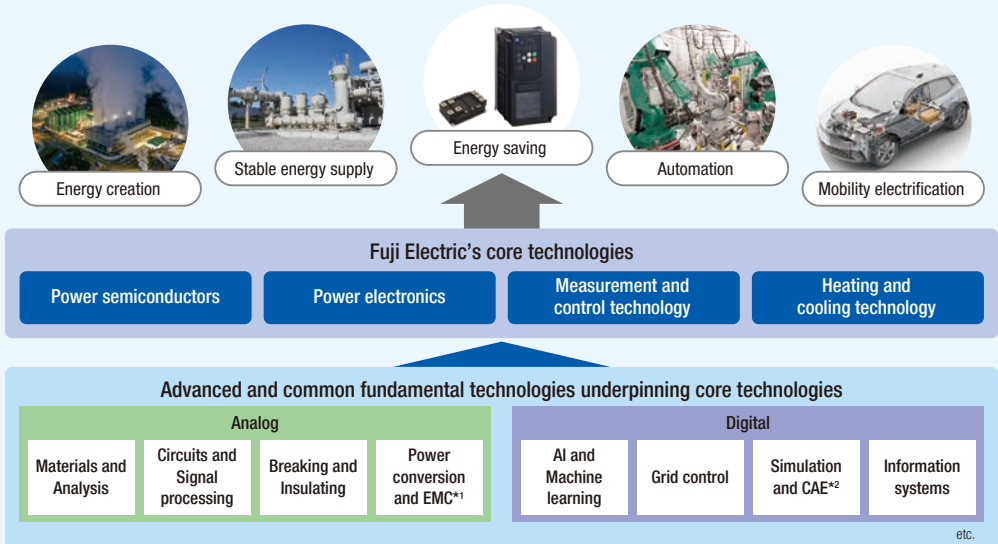 Energy creation
Stable energy supply
Energy saving
Automation
Mobility electrification
Fuji Electric's core technologies
Power semiconductors
Power electronics
Measurement and
control technology
Heating and
cooling technology
Advanced and common fundamental technologies underpinning core technologies
Analog
Materials and
Analysis
Circuits and
Signal
processing
Breaking and
Insulating
Power
conversion
and EMC*1
Digital
AI and
Machine
learning
Grid control
Simulation
and CAE*2
Information
systems
etc.